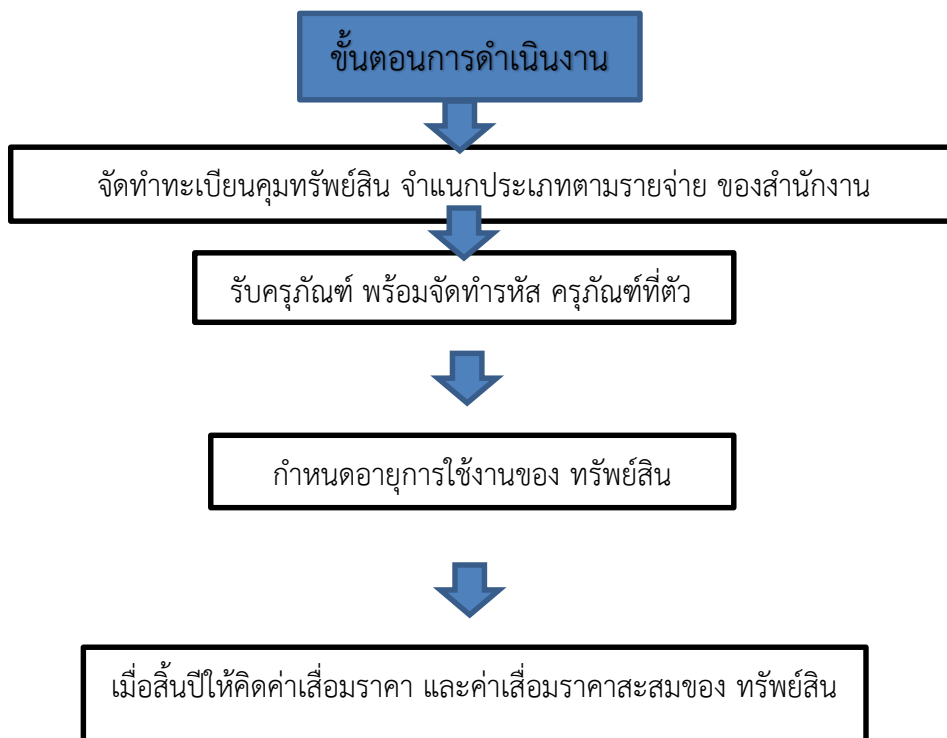 ขั้นตอนการดำเนินงาน
จัดทำทะเบียนคุมทรัพย์สิน จำแนกประเภทตามรายจ่าย ของสำนักงาน
รับครุภัณฑ์ พร้อมจัดทำรหัส ครุภัณฑ์ที่ตัว
กำหนดอายุการใช้งานของ ทรัพย์สิน
เมื่อสิ้นปีให้คิดค่าเสื่อมราคา และค่าเสื่อมราคาสะสมของ ทรัพย์สิน